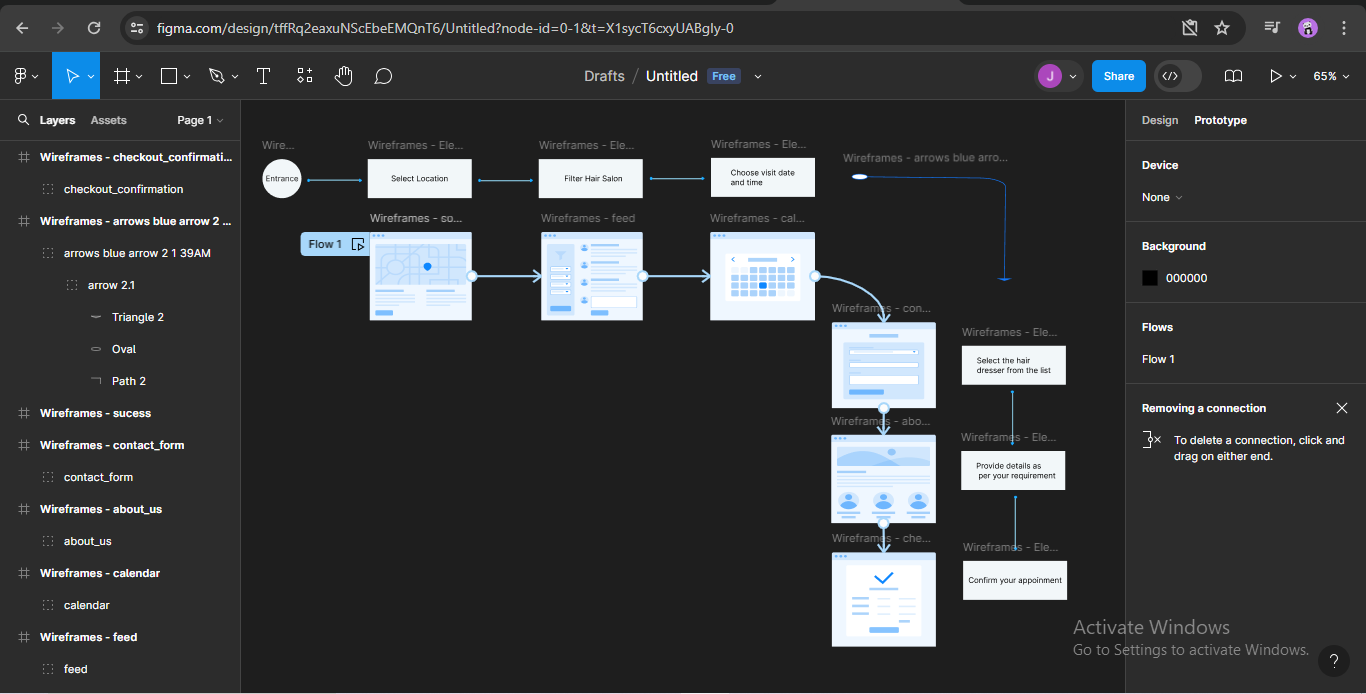 figma.com/design/tffRq2eaxuNScEbeEMQnT6/Untitled?node-id=0-1&t=X1sycT6cxyUABgly-0
Drafts / Untitled Free
J
Share
65%
Layers Assets Page 1
Wireframes - checkout_confirmati...
checkout_confirmation
Wireframes - arrows blue arrow 2 ...
arrows blue arrow 2 1 39AM
arrow 2.1
Triangle 2
Oval
Path 2
Wireframes - sucess
Wireframes - contact_form
contact_form
Wireframes - about_us
about_us
Wireframes - calendar
calendar
Wireframes - feed
feed
Wire...
Wireframes - Ele...
Wireframes - Ele...
Wireframes - Ele...
Wireframes - arrows blue arro...
Entrance
Select Location
Filter Hair Salon
Choose visit date
and time
Wireframes - so...
Wireframes - feed
Wireframes - cal...
Flow 1
Wireframes - con...
Wireframes - Ele...
Select the hair
dresser from the list
Wireframes - abo...
Wireframes - Ele...
Provide details as
per your requirement
Wireframes - che...
Wireframes - Ele...
Confirm your appoinment
Design Prototype
Device
None
Background
000000
Flows
Flow 1
Removing a connection
To delete a connection, click and
drag on either end.
Activate Windows
Go to Settings to activate Windows.
?